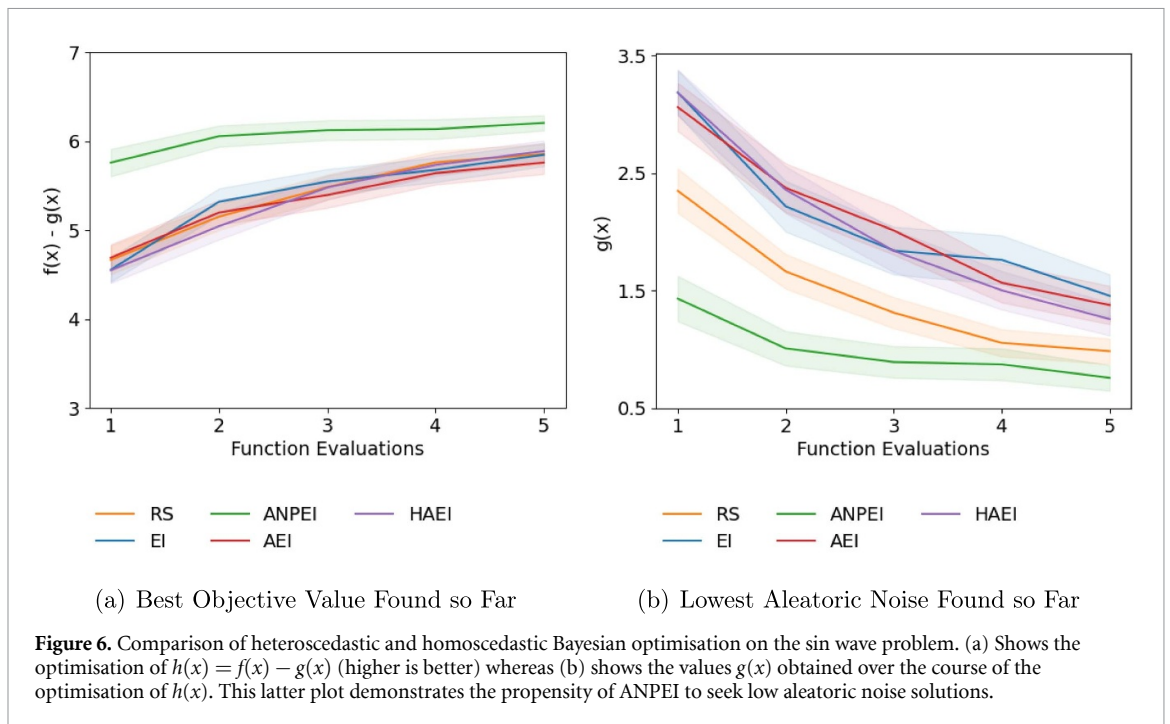 7
6
5
4
3
f(x) - g(x)
1 2 3 4 5
Function Evaluations
RS ANPEI HAEI
EI AEI
(a) Best Objective Value Found so Far
3.5
2.5
1.5
0.5
g(x)
1 2 3 4 5
Function Evaluations
RS ANPEI HAEI
EI AEI
(b) Lowest Aleatoric Noise Found so Far
Figure 6. Comparison of heteroscedastic and homoscedastic Bayesian optimisation on the sin wave problem. (a) Shows the
optimisation of h(x) = f(x) − g(x) (higher is better) whereas (b) shows the values g(x) obtained over the course of the
optimisation of h(x). This latter plot demonstrates the propensity of ANPEI to seek low aleatoric noise solutions.